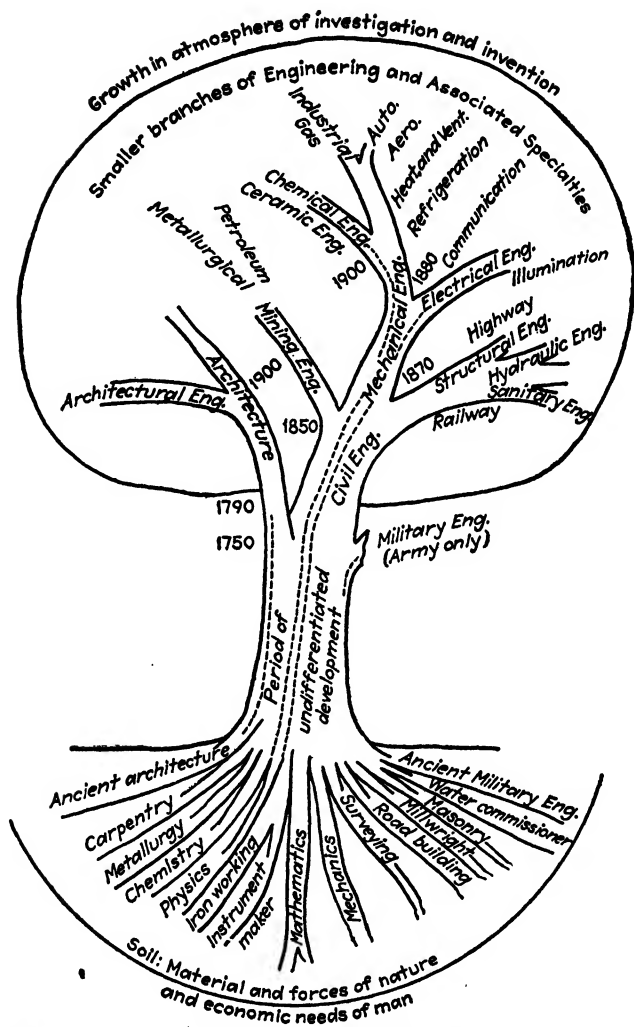 Growth in atmosphere of investigation and invention
Smaller branches of Engineering and Associated Specialties
Industrial
Gas
Auto.
Aero.
Heat and Vent.
Refrigeration
Communication
Chemical Eng.
Ceramic Eng.
1900
Petroleum
Metallurgical
Mining Eng.
1880
Electrical Eng.
Illumination
Mechanical Eng.
Highway
Structural Eng.
Hydraulic Eng.
Sanitary Eng.
Railway
1870
Architecture
1900
Architectural Eng.
1850
Civil Eng.
1790
1750
Military Eng.
(Army only)
Period of
undifferentiated
development
Ancient architecture
Carpentry
Metallurgy
Chemistry
Physics
Iron working
Instrument
maker
Mathematics
Mechanics
Surveying
Road building
Millwright
Masonry
Water commissioner
Ancient Military Eng.
Soil: Material and forces of nature
and economic needs of man